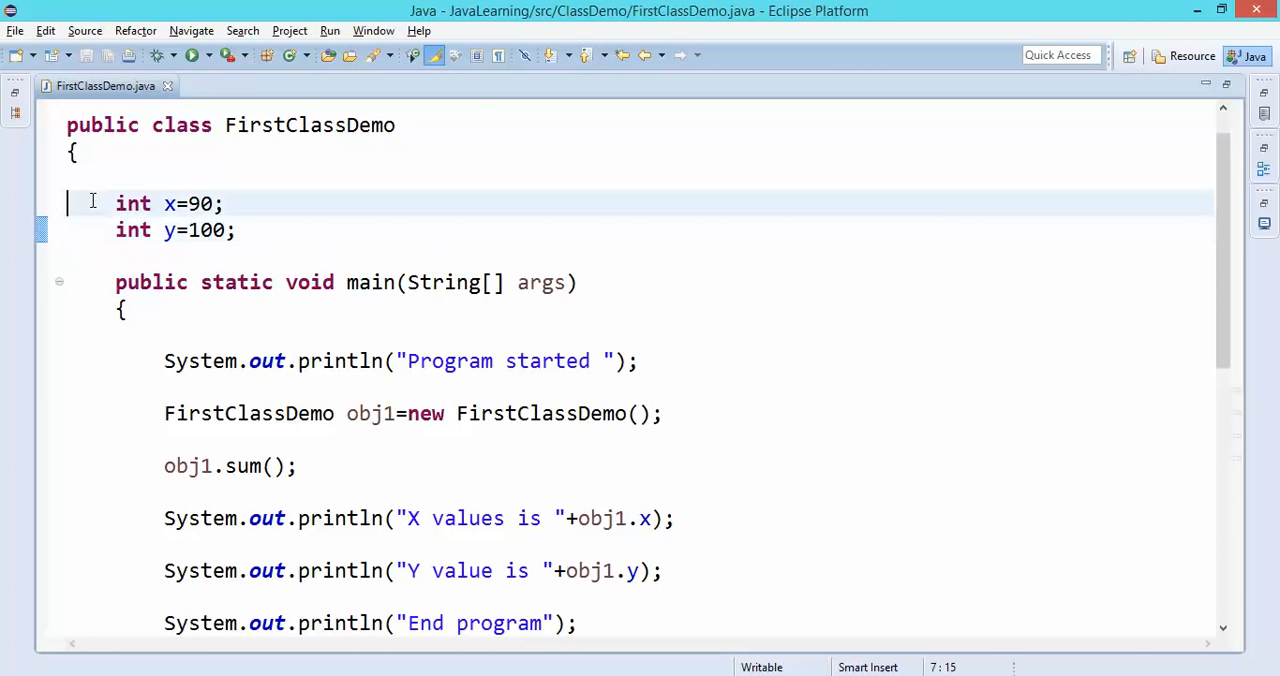 Java - JavaLearning/src/ClassDemo/FirstClassDemo.java - Eclipse Platform
File Edit Source Refactor Navigate Search Project Run Window Help
Quick Access Resource Java
FirstClassDemo.java
public class FirstClassDemo
{
int x=90;
int y=100;
public static void main(String[] args)
{
System.out.println("Program started ");
FirstClassDemo obj1=new FirstClassDemo();
obj1.sum();
System.out.println("X values is "+obj1.x);
System.out.println("Y value is "+obj1.y);
System.out.println("End program");
Writable Smart Insert 7 : 15